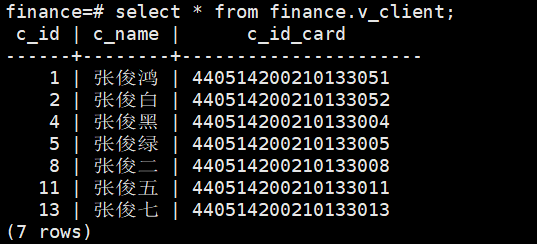 finance=# select * from finance.v_client;
c_id | c_name | c_id_card
------+--------+--------------------
1 | 张俊鸿 | 440514200210133051
2 | 张俊白 | 440514200210133052
4 | 张俊黑 | 440514200210133004
5 | 张俊绿 | 440514200210133005
8 | 张俊二 | 440514200210133008
11 | 张俊五 | 440514200210133011
13 | 张俊七 | 440514200210133013
(7 rows)